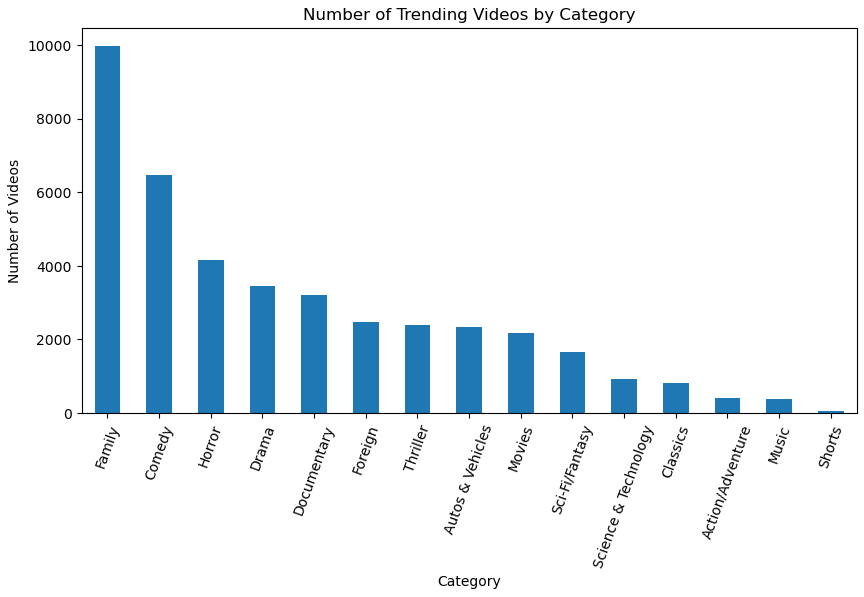 Number of Trending Videos by Category
Number of Videos
10000
8000
6000
4000
2000
0
Family
Comedy
Horror
Drama
Documentary
Foreign
Thriller
Autos & Vehicles
Movies
Sci-Fi/Fantasy
Science & Technology
Classics
Action/Adventure
Music
Shorts
Category